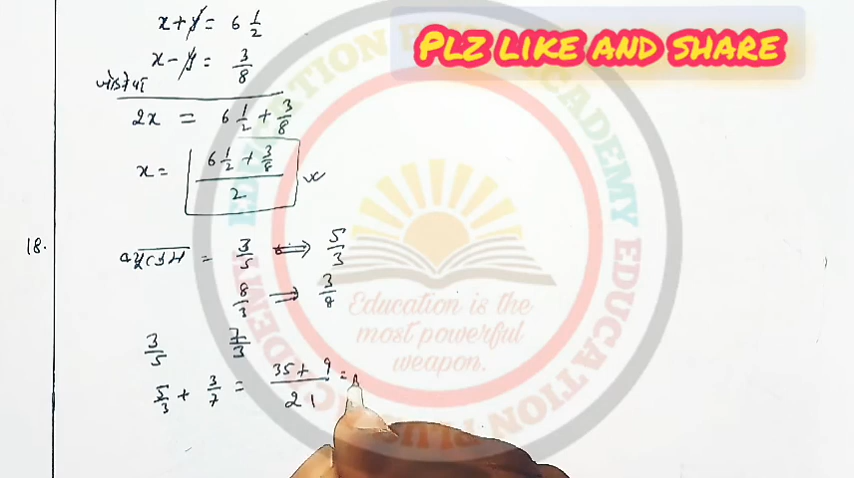 PLZ LIKE AND SHARE
x + y = 6 1/2
x - y = 3/8
2x = 6 1/2 + 3/8
x = (6 1/2 + 3/8) / 2
18.
= 3/5 ⟺ 5/3
8/3 ⟹ 3/8
3/5 7/3
5/3 + 3/7 = (35 + 9) / 21 =
Education is the
most powerful
weapon.